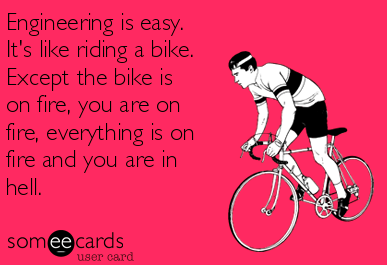 Engineering is easy.
It's like riding a bike.
Except the bike is
on fire, you are on
fire, everything is on
fire and you are in
hell.
someecards
user card